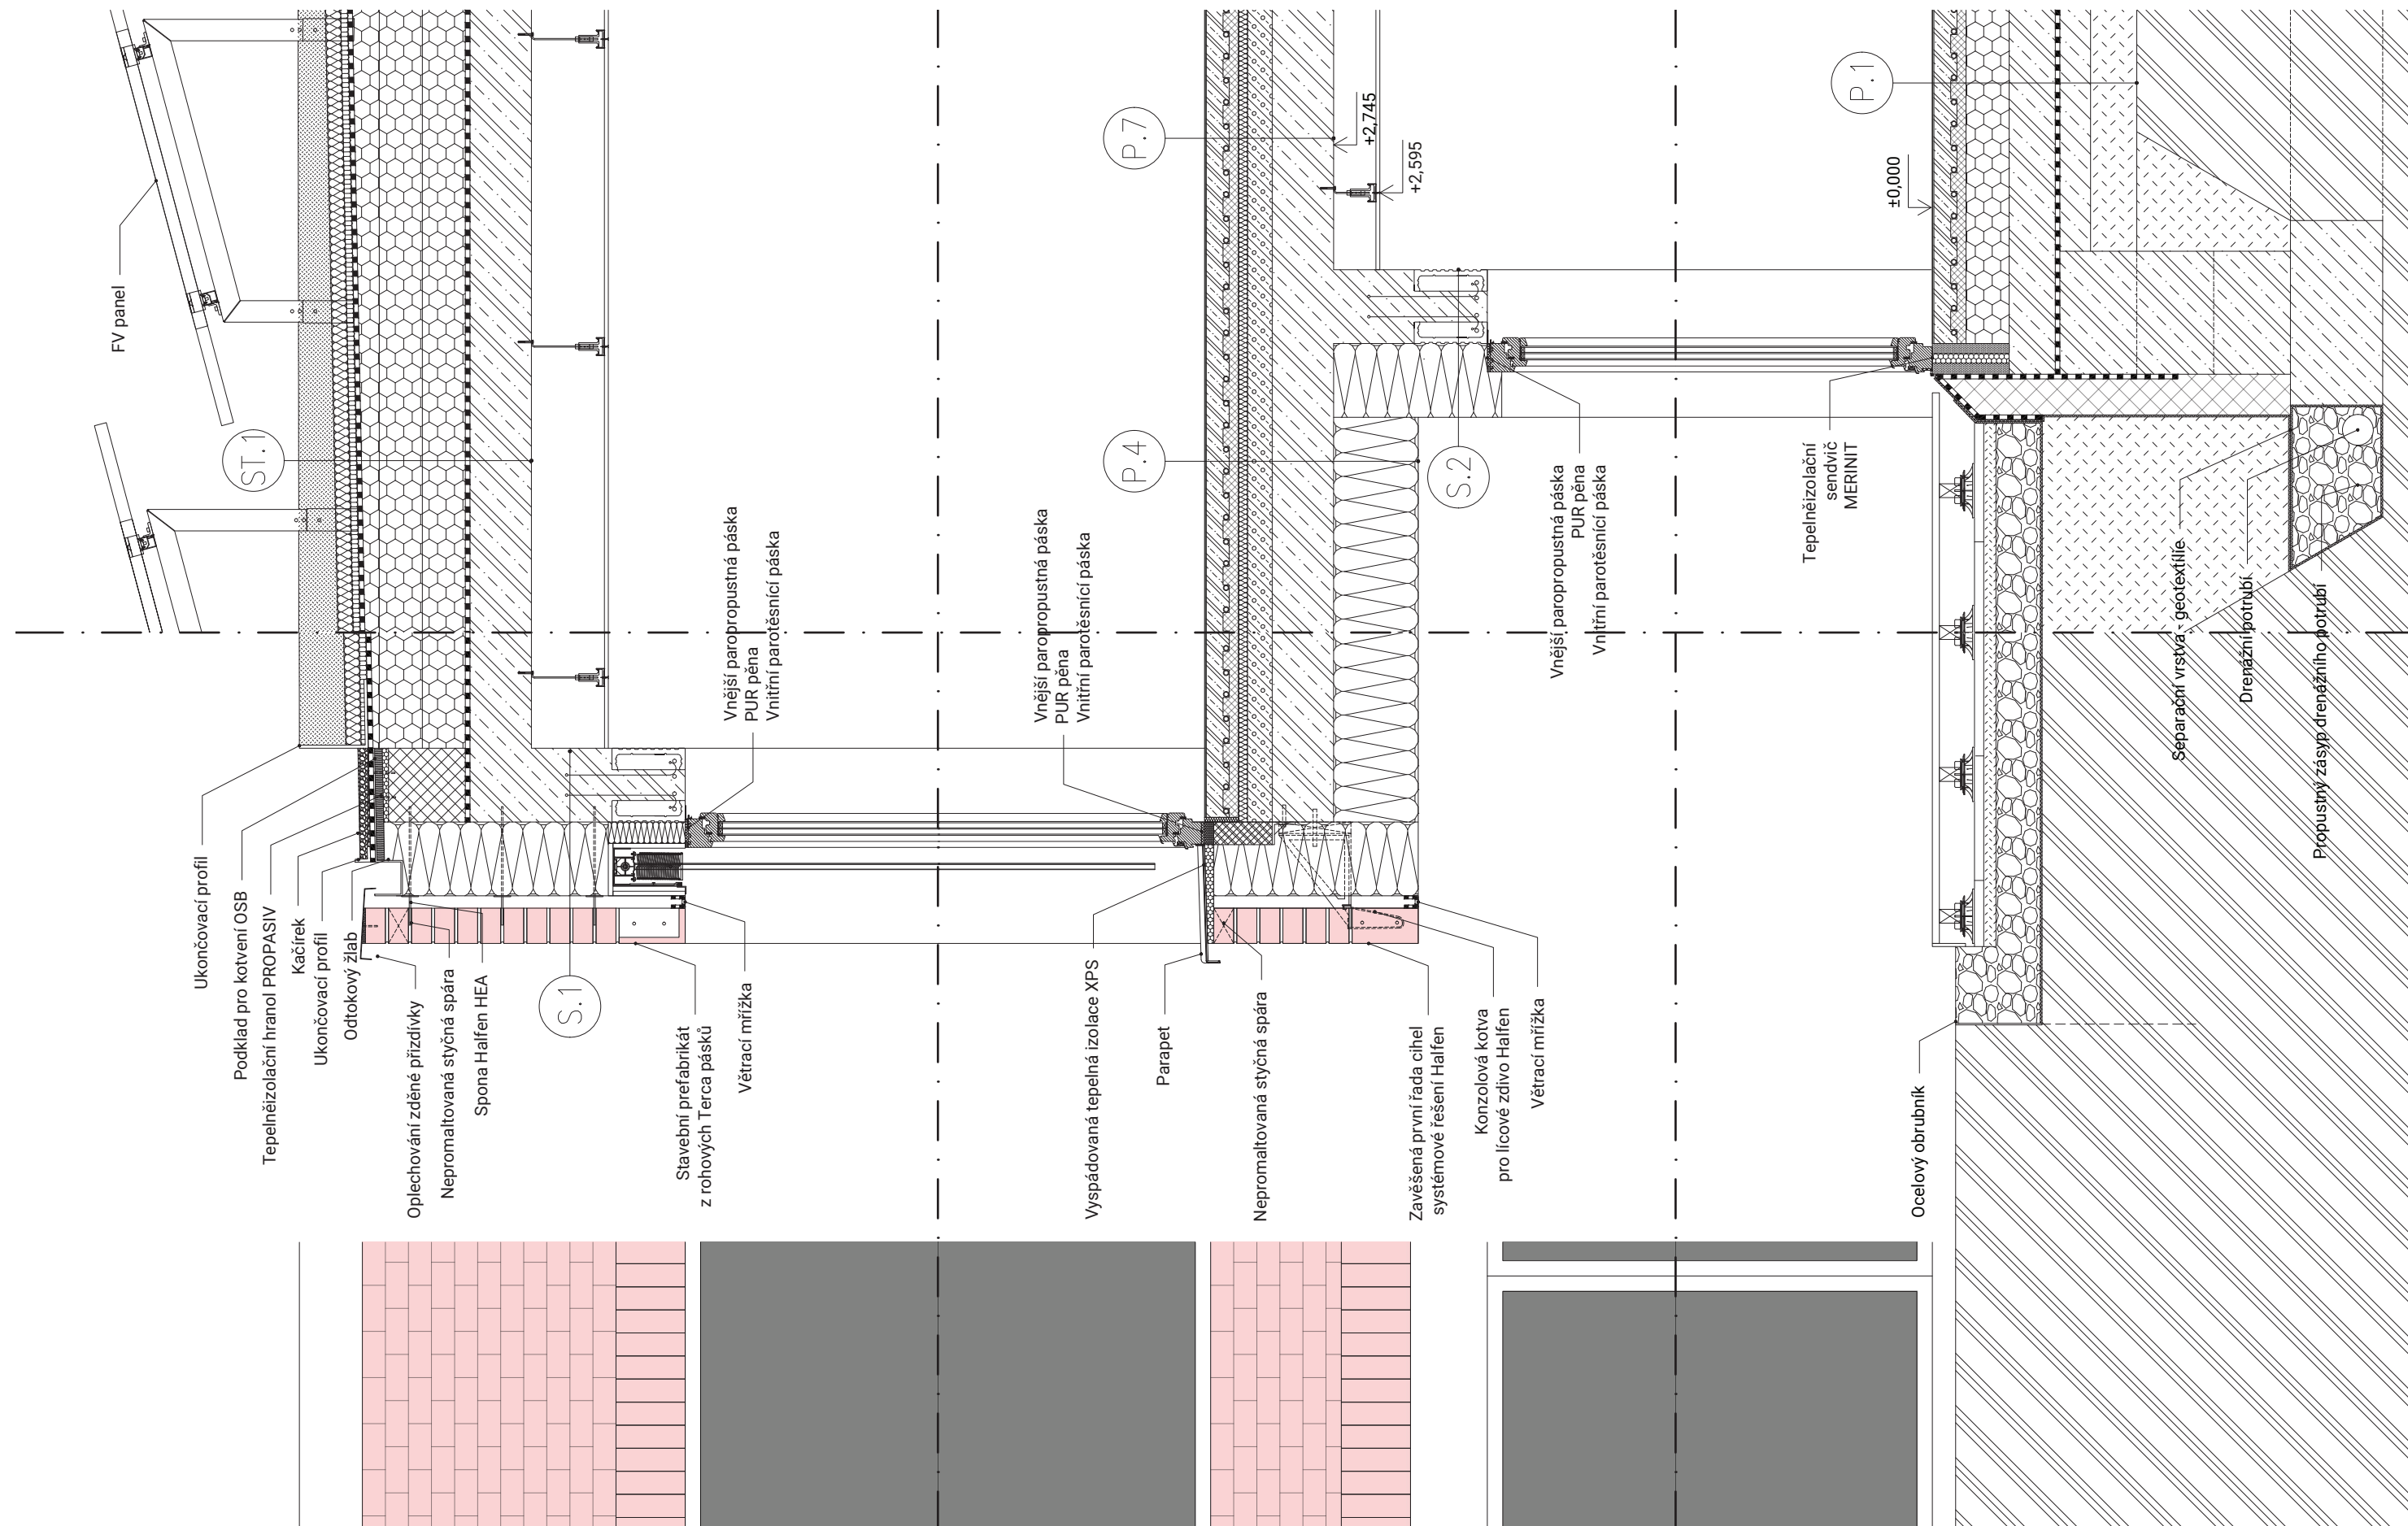 FV panel
ST.1
Ukončovací profil
Podklad pro kotvení OSB
Tepelněizolační hranol PROPASIV
Kačírek
Ukončovací profil
Odtokový žlab
Oplechování zděné přizdívky
Nepromaltovaná styčná spára
Spona Halfen HEA
S.1
Stavební prefabrikát
z rohových Terca pásků
Větrací mřížka
Vnější paropropustná páska
PUR pěna
Vnitřní parotěsnící páska
Vnější paropropustná páska
PUR pěna
Vnitřní parotěsnící páska
P.7
P.4
+2,745
+2,595
Vyspádovaná tepelná izolace XPS
Parapet
Nepromaltovaná styčná spára
Zavěšená první řada cihel
systémové řešení Halfen
Konzolová kotva
pro lícové zdivo Halfen
Větrací mřížka
S.2
Vnější paropropustná páska
PUR pěna
Vnitřní parotěsnící páska
Tepelněizolační
sendvič
MERINIT
P.1
±0,000
Ocelový obrubník
Separační vrstva - geotextilie
Drenážní potrubí
Propustný zásyp drenážního potrubí